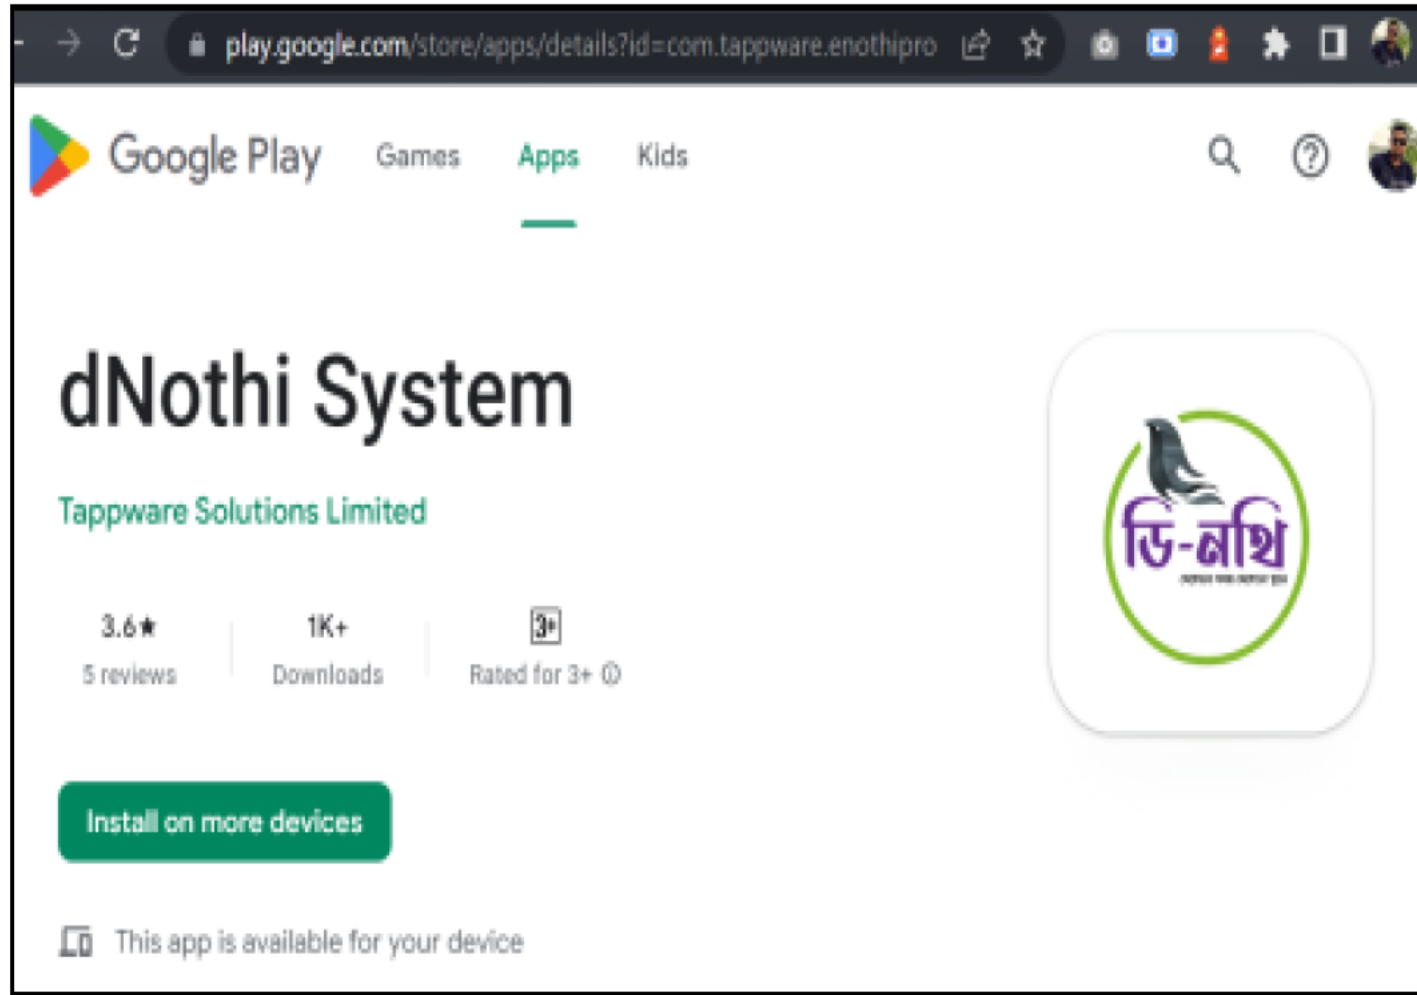 play.google.com/store/apps/details?id=com.tappware.enothipro
Google Play Games Apps Kids
dNothi System
Tappware Solutions Limited
ডি-নথি
3.6★ 1K+ 3+
5 reviews Downloads Rated for 3+
Install on more devices
This app is available for your device